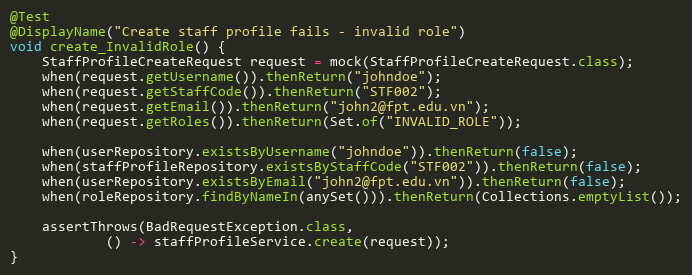 @Test
@DisplayName("Create staff profile fails - invalid role")
void create_InvalidRole() {
    StaffProfileCreateRequest request = mock(StaffProfileCreateRequest.class);
    when(request.getUsername()).thenReturn("johndoe");
    when(request.getStaffCode()).thenReturn("STF002");
    when(request.getEmail()).thenReturn("john2@fpt.edu.vn");
    when(request.getRoles()).thenReturn(Set.of("INVALID_ROLE"));

    when(userRepository.existsByUsername("johndoe")).thenReturn(false);
    when(staffProfileRepository.existsByStaffCode("STF002")).thenReturn(false);
    when(userRepository.existsByEmail("john2@fpt.edu.vn")).thenReturn(false);
    when(roleRepository.findByNameIn(anySet())).thenReturn(Collections.emptyList());

    assertThrows(BadRequestException.class,
            () -> staffProfileService.create(request));
}